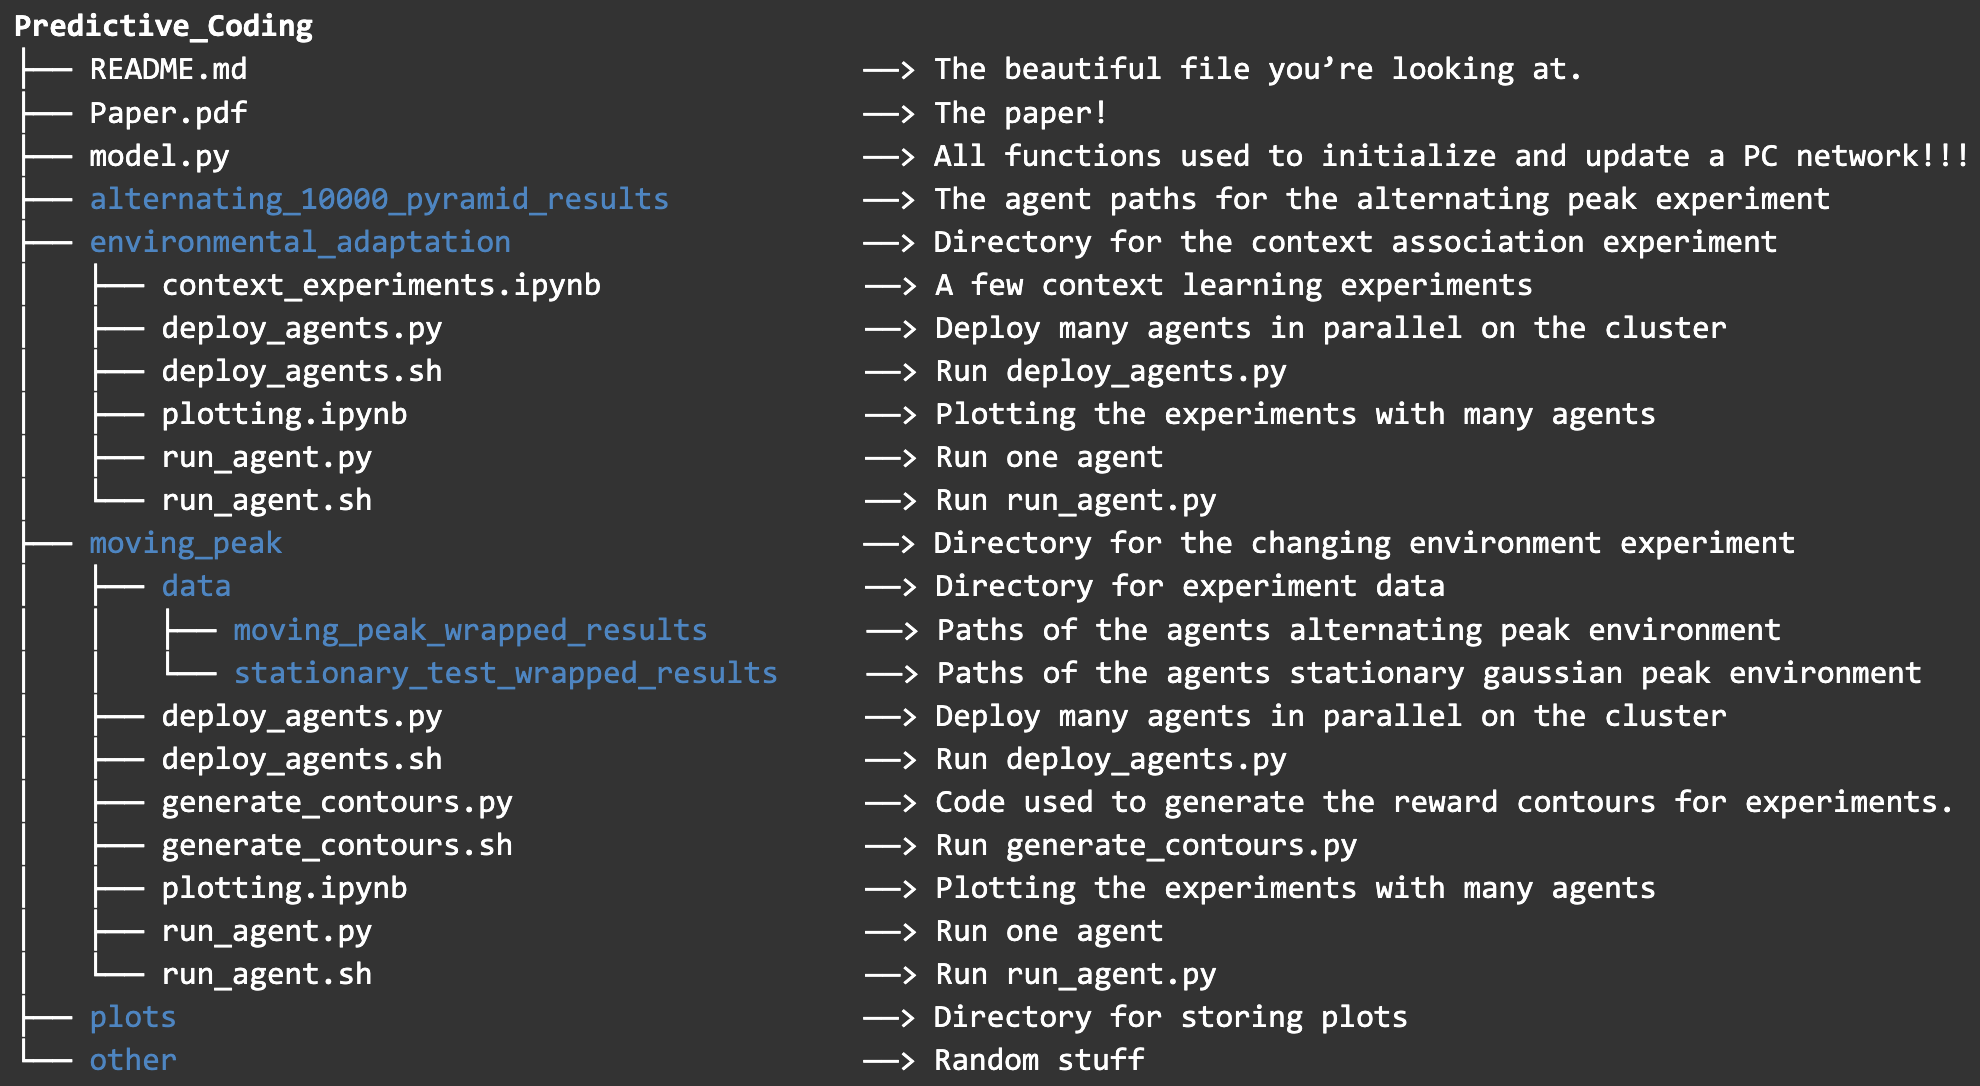 Predictive_Coding
├── README.md ──> The beautiful file you’re looking at.
├── Paper.pdf ──> The paper!
├── model.py ──> All functions used to initialize and update a PC network!!!
├── alternating_10000_pyramid_results ──> The agent paths for the alternating peak experiment
├── environmental_adaptation ──> Directory for the context association experiment
│   ├── context_experiments.ipynb ──> A few context learning experiments
│   ├── deploy_agents.py ──> Deploy many agents in parallel on the cluster
│   ├── deploy_agents.sh ──> Run deploy_agents.py
│   ├── plotting.ipynb ──> Plotting the experiments with many agents
│   ├── run_agent.py ──> Run one agent
│   └── run_agent.sh ──> Run run_agent.py
├── moving_peak ──> Directory for the changing environment experiment
│   ├── data ──> Directory for experiment data
│   │   ├── moving_peak_wrapped_results ──> Paths of the agents alternating peak environment
│   │   └── stationary_test_wrapped_results ──> Paths of the agents stationary gaussian peak environment
│   ├── deploy_agents.py ──> Deploy many agents in parallel on the cluster
│   ├── deploy_agents.sh ──> Run deploy_agents.py
│   ├── generate_contours.py ──> Code used to generate the reward contours for experiments.
│   ├── generate_contours.sh ──> Run generate_contours.py
│   ├── plotting.ipynb ──> Plotting the experiments with many agents
│   ├── run_agent.py ──> Run one agent
│   └── run_agent.sh ──> Run run_agent.py
├── plots ──> Directory for storing plots
└── other ──> Random stuff